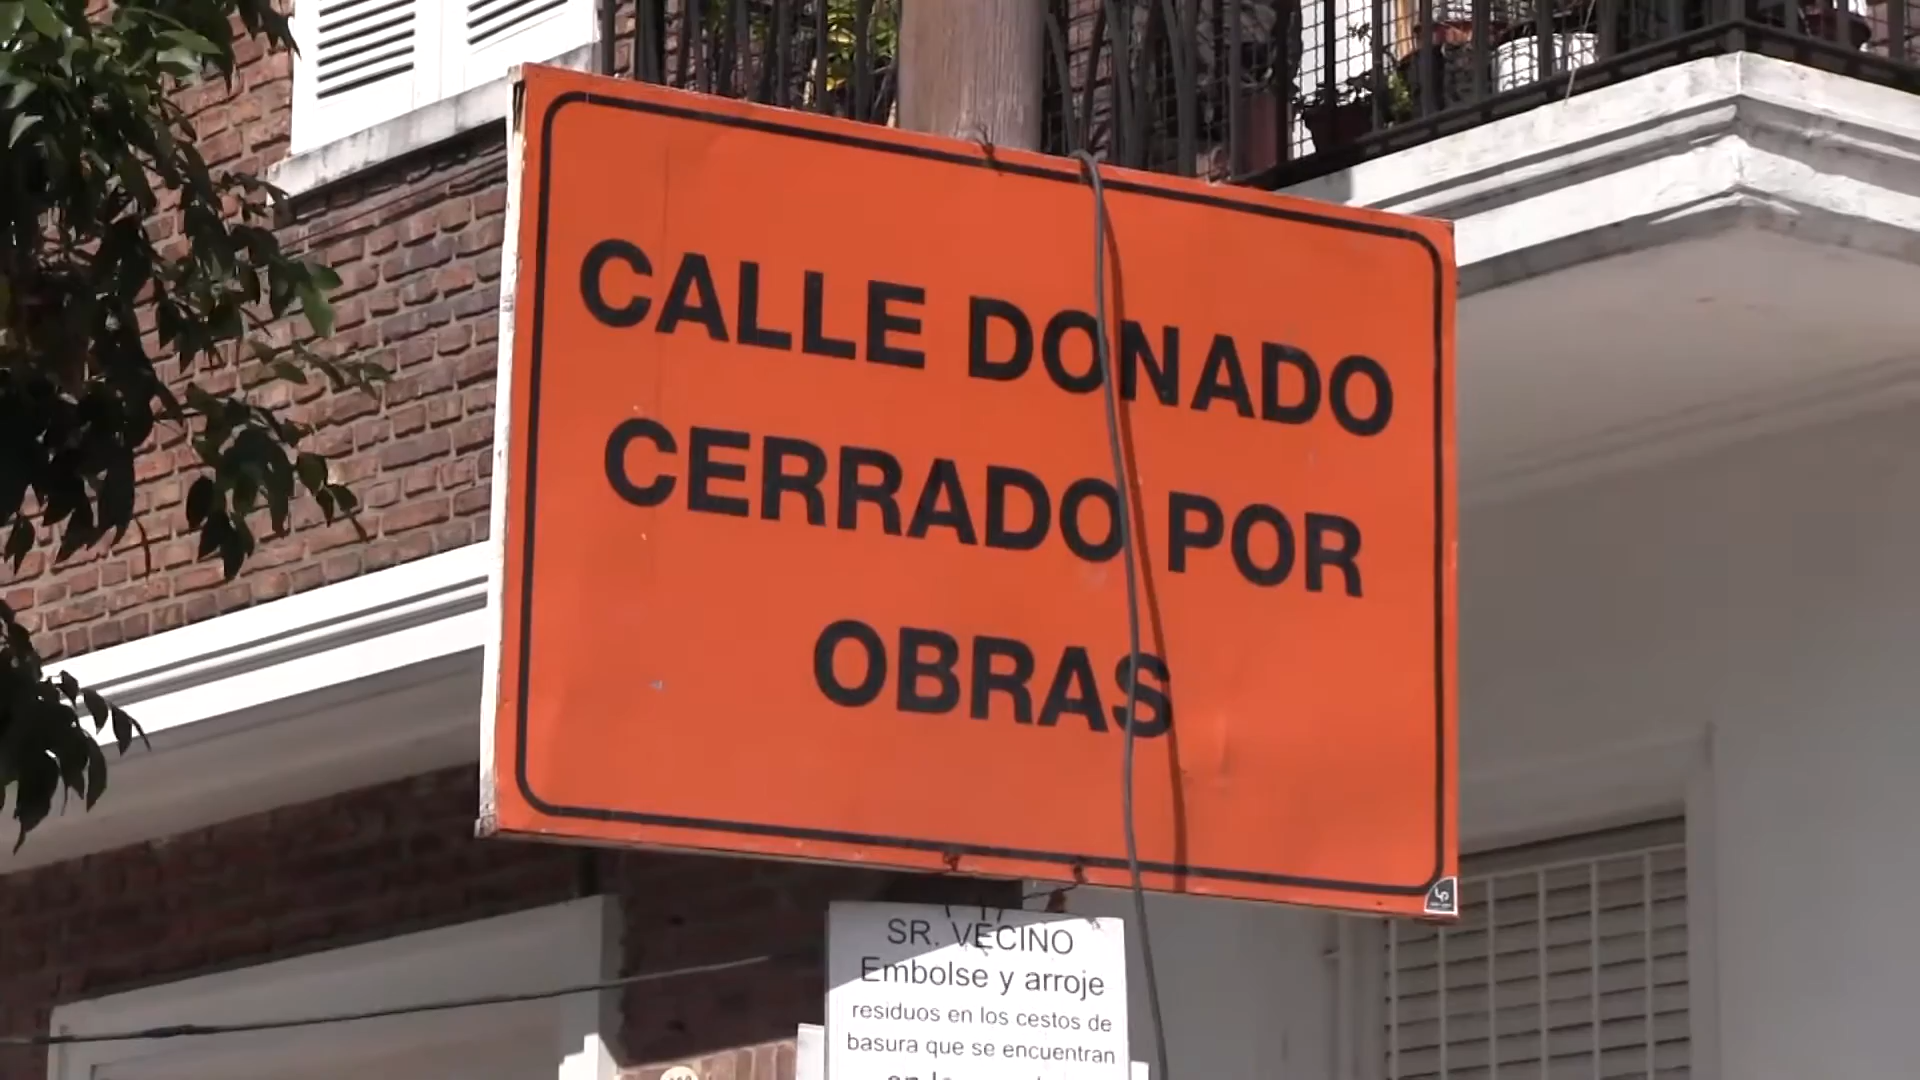 CALLE DONADO
CERRADO POR
OBRAS
SR. VECINO
Embolse y arroje
residuos en los cestos de
basura que se encuentran